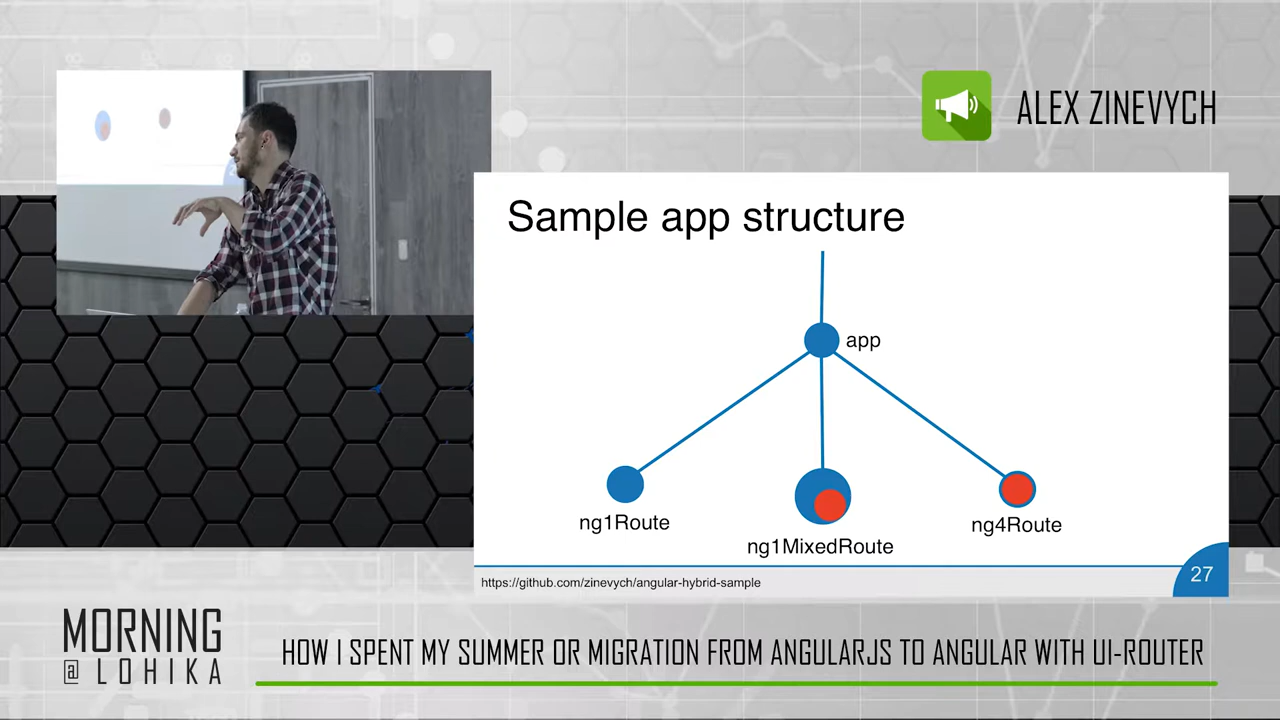 ALEX ZINEVYCH
Sample app structure
app
ng1Route
ng1MixedRoute
ng4Route
https://github.com/zinevych/angular-hybrid-sample
27
MORNING
@ LOHIKA
HOW I SPENT MY SUMMER OR MIGRATION FROM ANGULARJS TO ANGULAR WITH UI-ROUTER